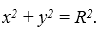 x² + y² = R².